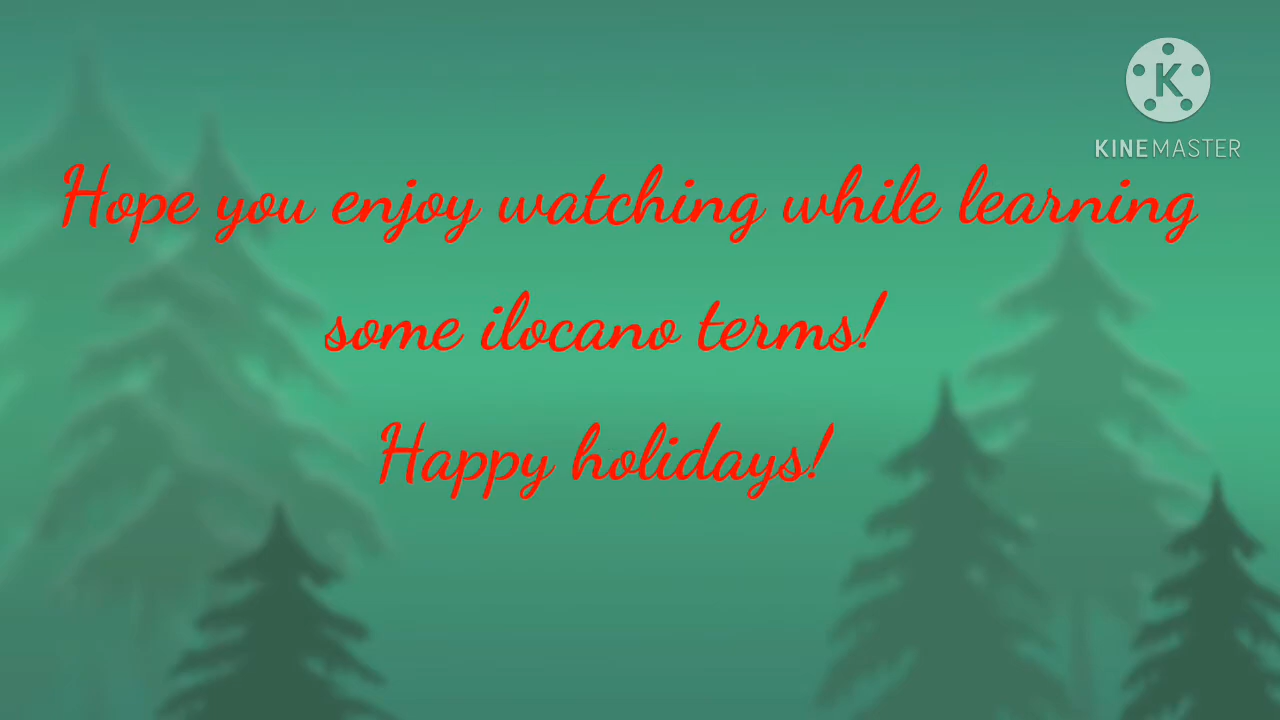 K
KINEMASTER
Hope you enjoy watching while learning
some ilocano terms!
Happy holidays!